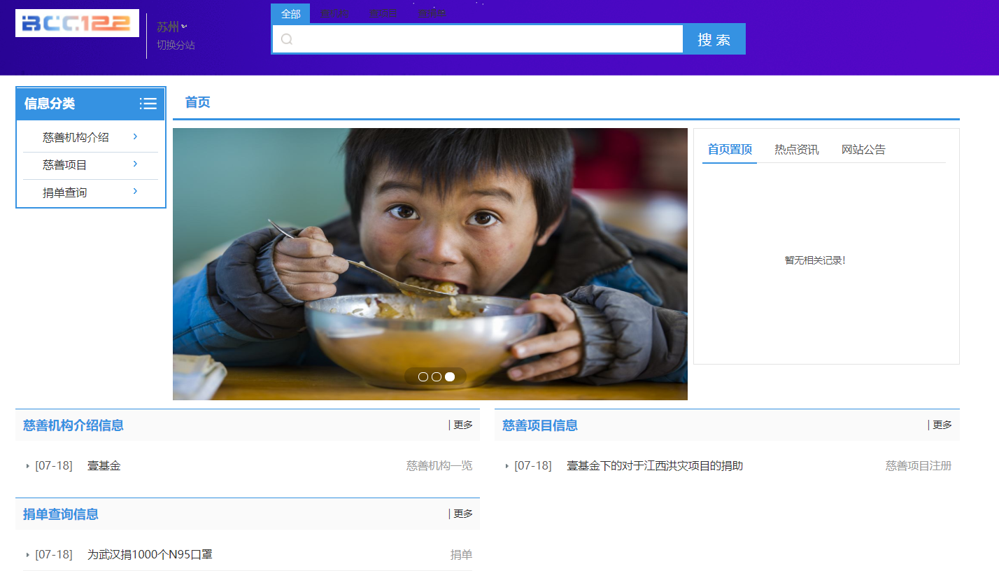 BCC122
苏州
切换分站
全部
搜 索
信息分类
慈善机构介绍
慈善项目
捐单查询
首页
首页置顶 热点资讯 网站公告
暂无相关记录!
慈善机构介绍信息 | 更多
[07-18] 壹基金 慈善机构一览
慈善项目信息 | 更多
[07-18] 壹基金下的对于江西洪灾项目的捐助 慈善项目注册
捐单查询信息 | 更多
[07-18] 为武汉捐1000个N95口罩 捐单